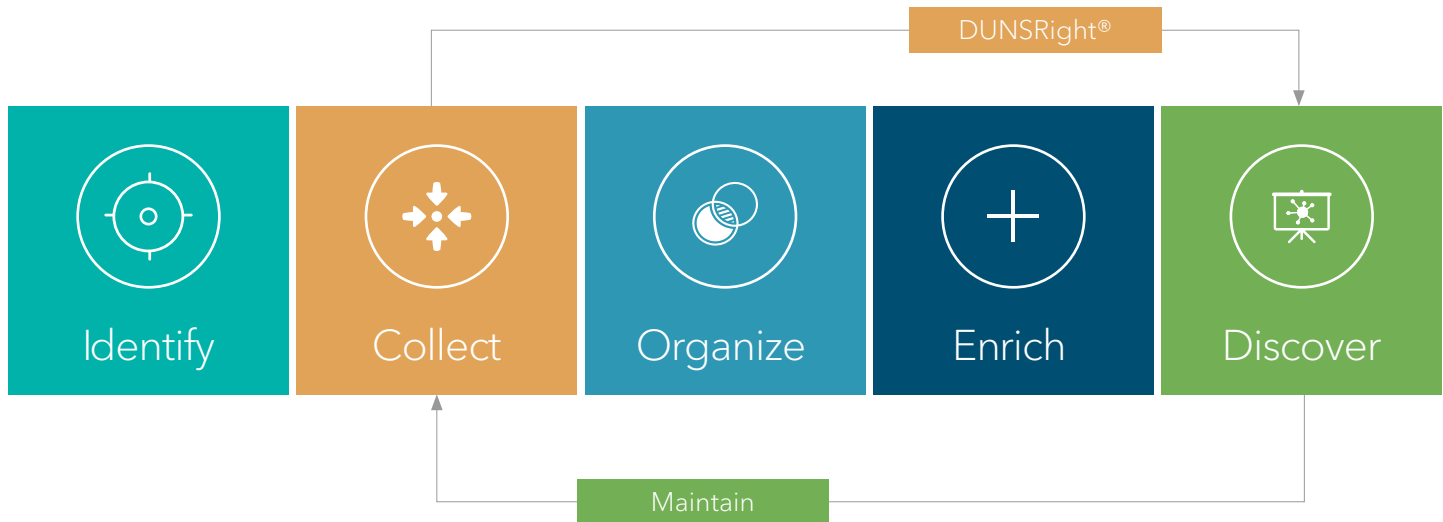 DUNSRight®
Identify
Collect
Organize
Enrich
Discover
Maintain